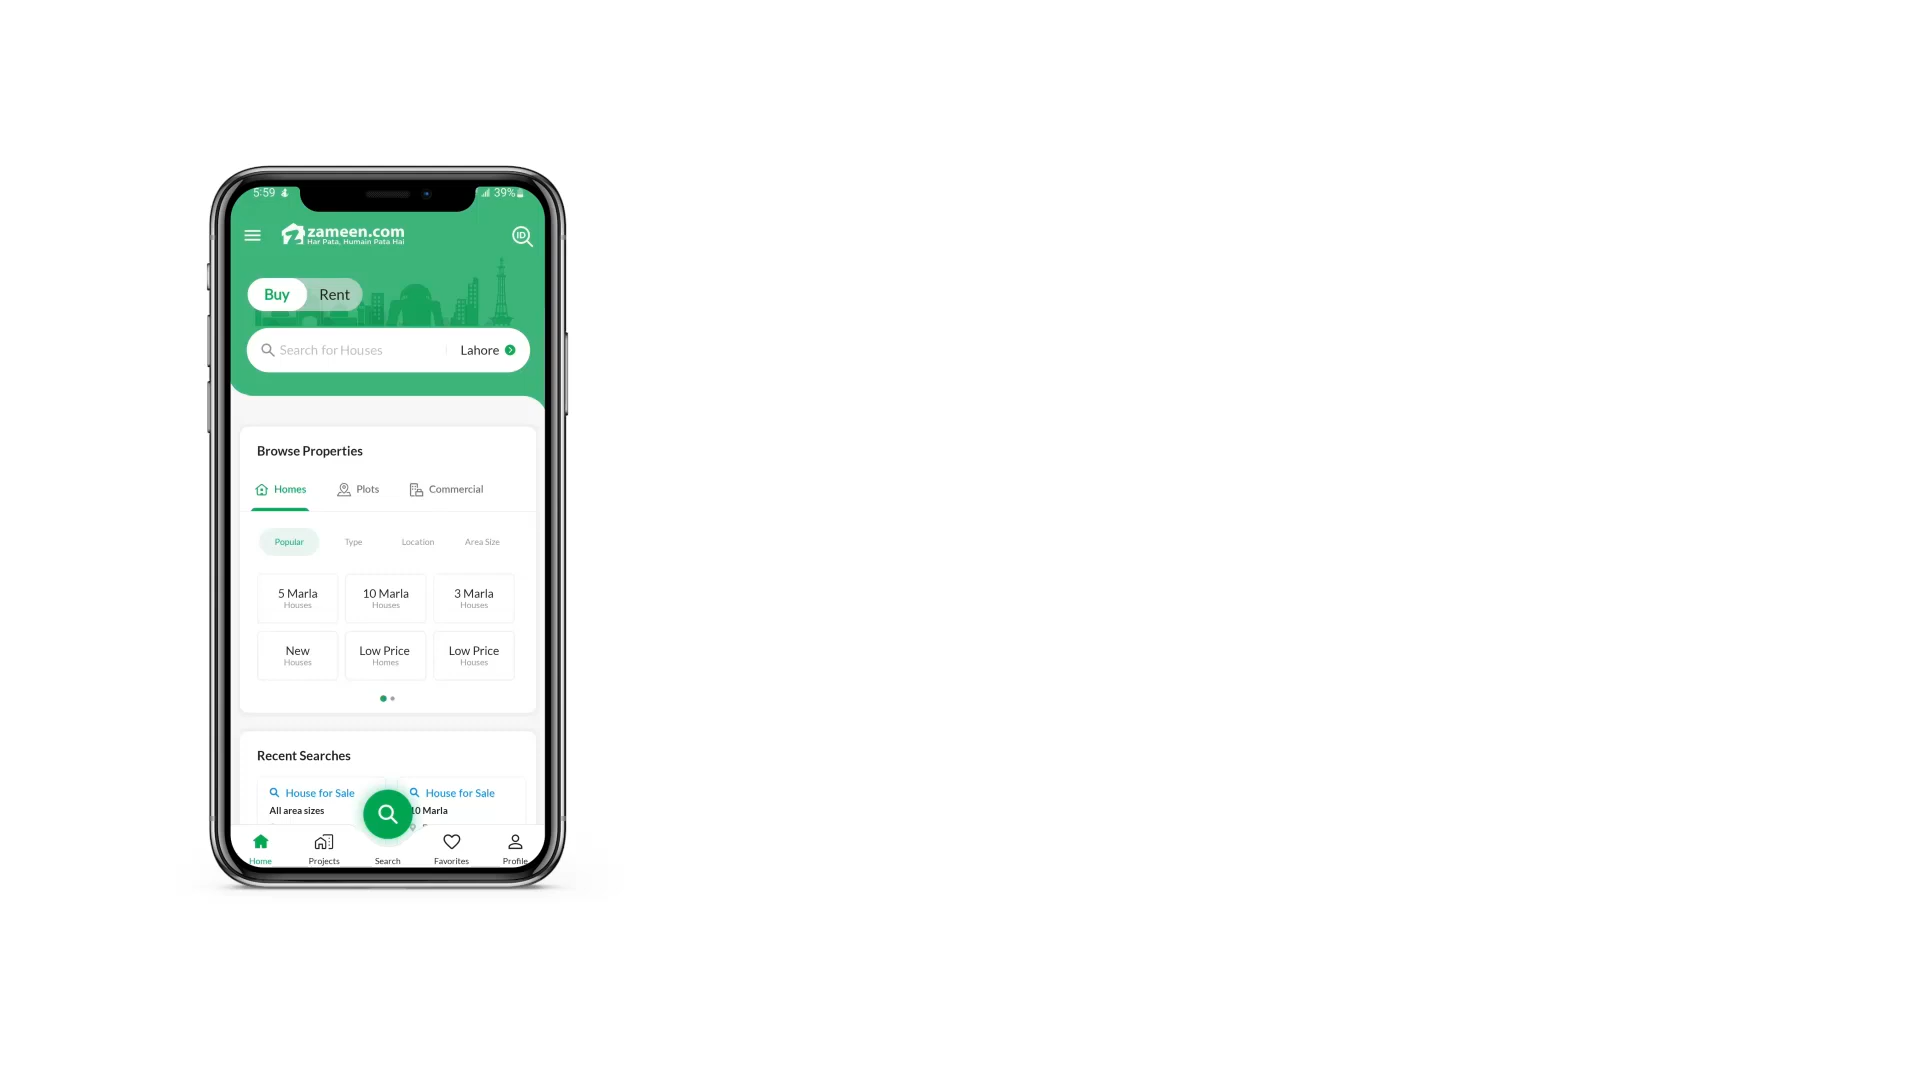 5:59
39%
zameen.com
Har Pata, Humain Pata Hai
ID
Buy
Rent
Search for Houses
Lahore
Browse Properties
Homes
Plots
Commercial
Popular
Type
Location
Area Size
5 Marla
Houses
10 Marla
Houses
3 Marla
Houses
New
Houses
Low Price
Homes
Low Price
Houses
Recent Searches
House for Sale
All area sizes
House for Sale
10 Marla
Home
Projects
Search
Favorites
Profile